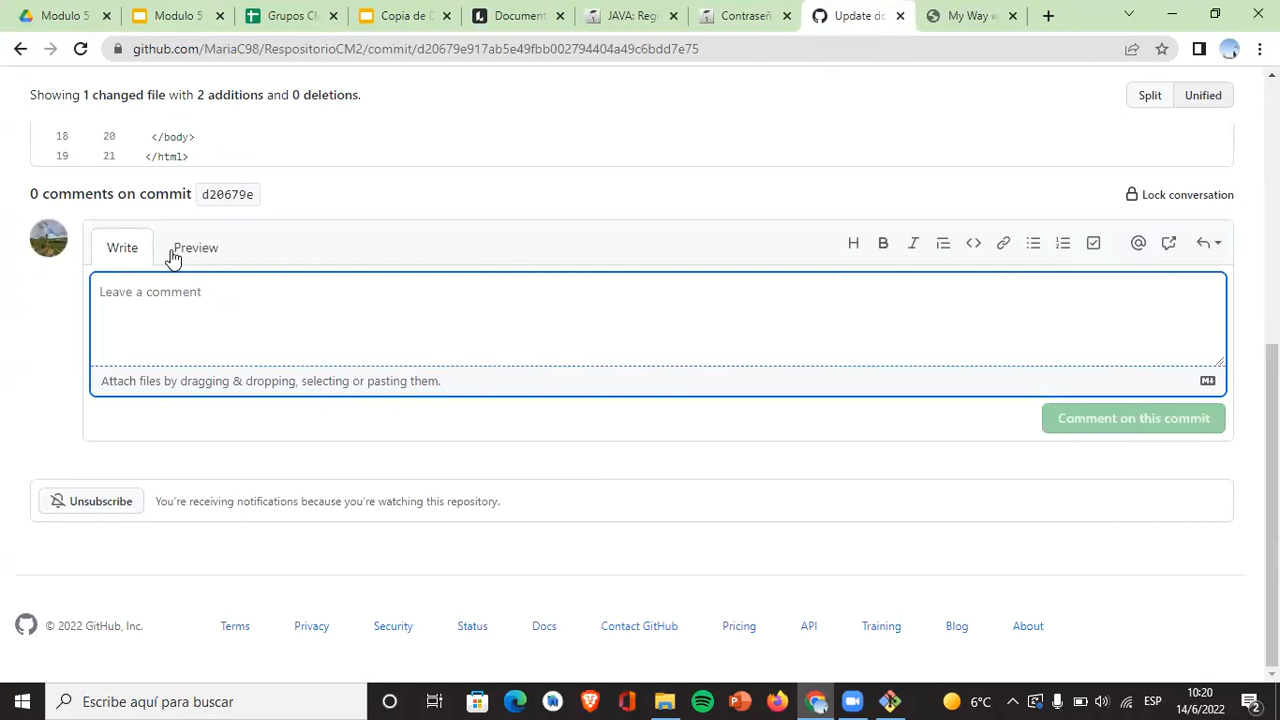 Modulo 5
Modulo 5
Grupos Cl
Copia de D
Document
JAVA: Reg
Contraseñ
Update do
My Way w
github.com/MariaC98/RespositorioCM2/commit/d20679e917ab5e49fbb002794404a49c6bdd7e75
Showing 1 changed file with 2 additions and 0 deletions.
Split
Unified
18 20 </body>
19 21 </html>
0 comments on commit d20679e
Lock conversation
Write
Preview
Leave a comment
Attach files by dragging & dropping, selecting or pasting them.
Comment on this commit
Unsubscribe
You're receiving notifications because you're watching this repository.
© 2022 GitHub, Inc.
Terms
Privacy
Security
Status
Docs
Contact GitHub
Pricing
API
Training
Blog
About
Escribe aquí para buscar
6°C
ESP
10:20
14/6/2022
2